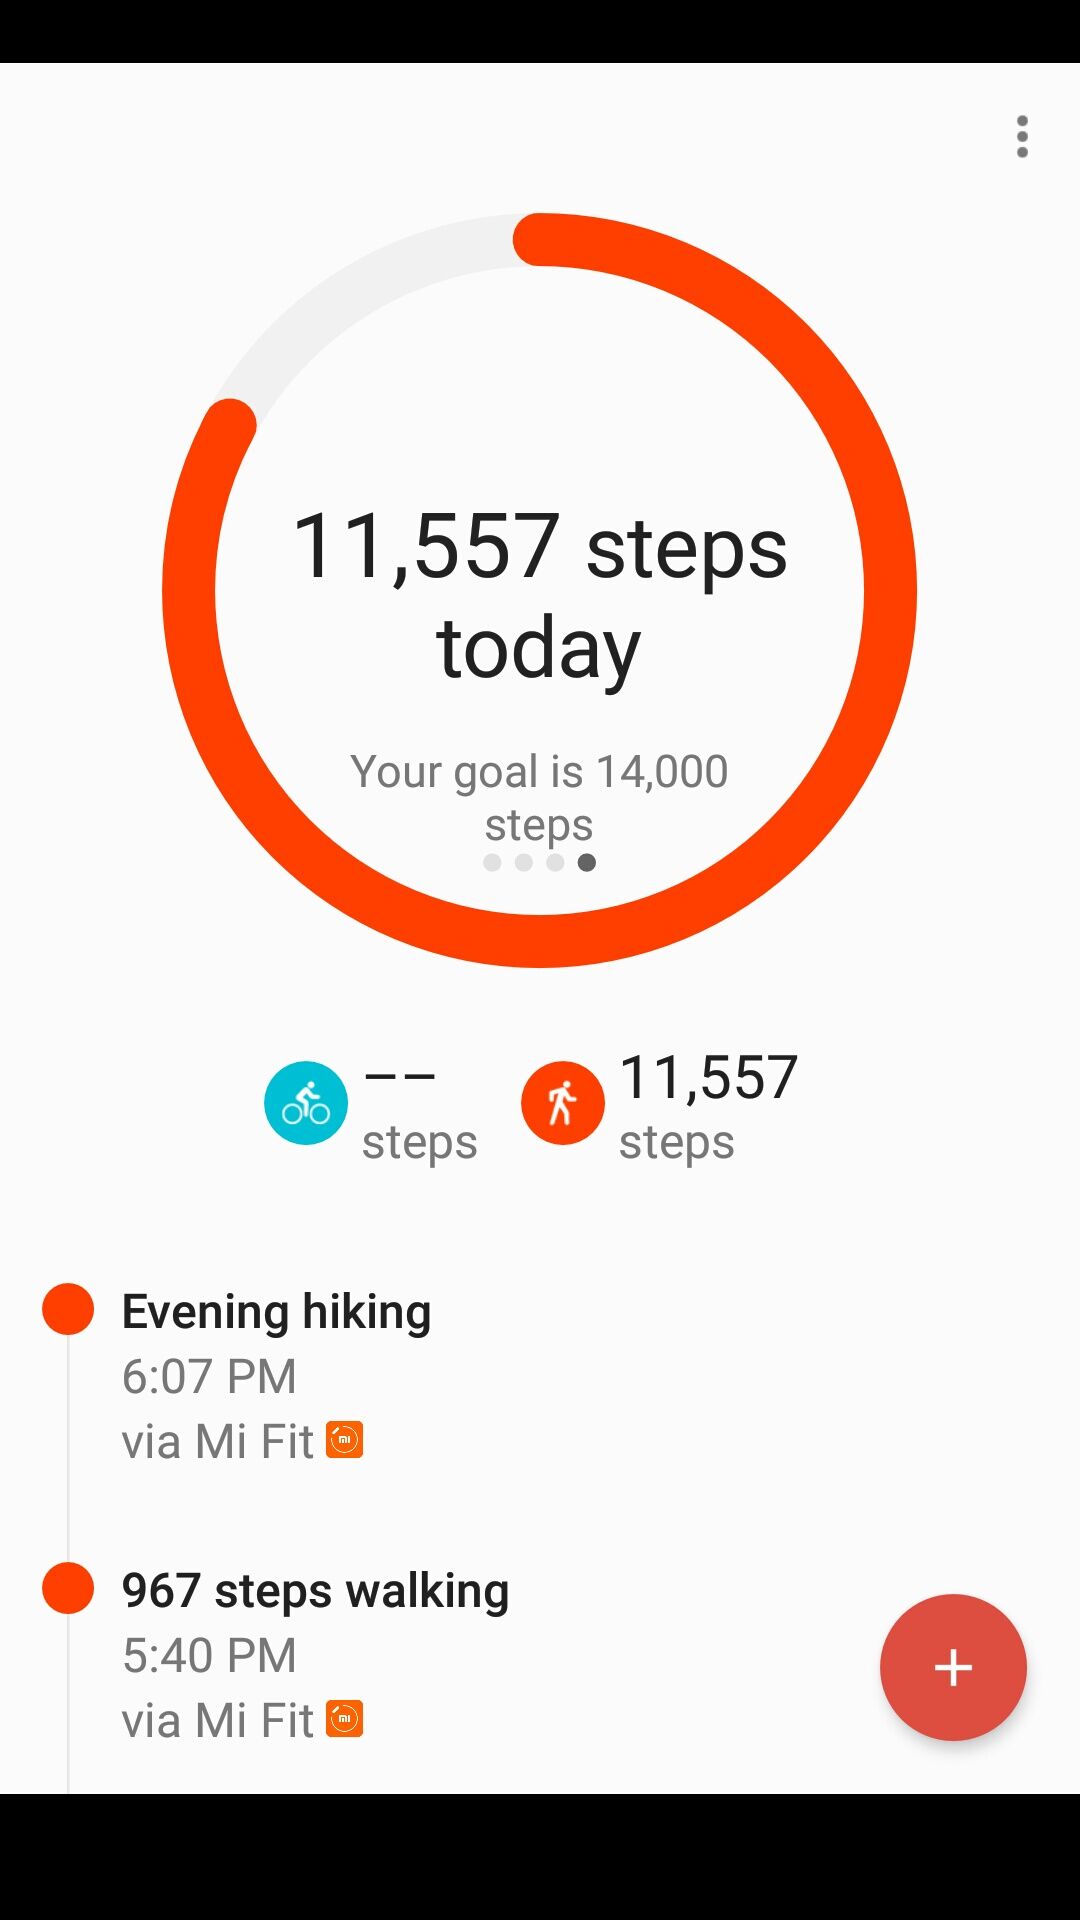 11,557 steps
today
Your goal is 14,000
steps
––
steps
11,557
steps
Evening hiking
6:07 PM
via Mi Fit
967 steps walking
5:40 PM
via Mi Fit